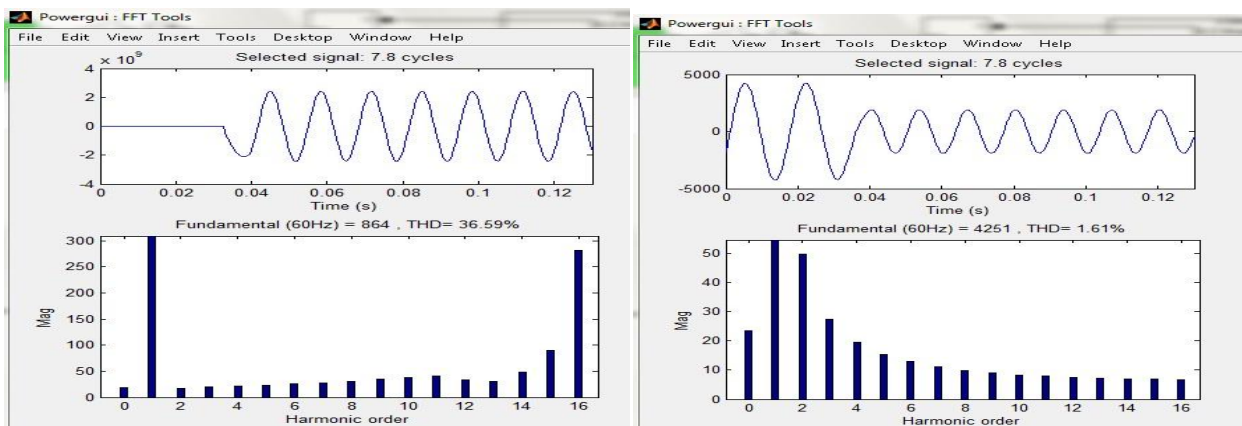 Powergui : FFT Tools
File Edit View Insert Tools Desktop Window Help
Selected signal: 7.8 cycles
× 10^9
4
2
0
-2
-4
0 0.02 0.04 0.06 0.08 0.1 0.12
Time (s)
Fundamental (60Hz) = 864 , THD= 36.59%
300
250
200
150
100
50
0
Mag
0 2 4 6 8 10 12 14 16
Harmonic order
Powergui : FFT Tools
File Edit View Insert Tools Desktop Window Help
Selected signal: 7.8 cycles
5000
0
-5000
0 0.02 0.04 0.06 0.08 0.1 0.12
Time (s)
Fundamental (60Hz) = 4251 , THD= 1.61%
50
40
30
20
10
0
Mag
0 2 4 6 8 10 12 14 16
Harmonic order